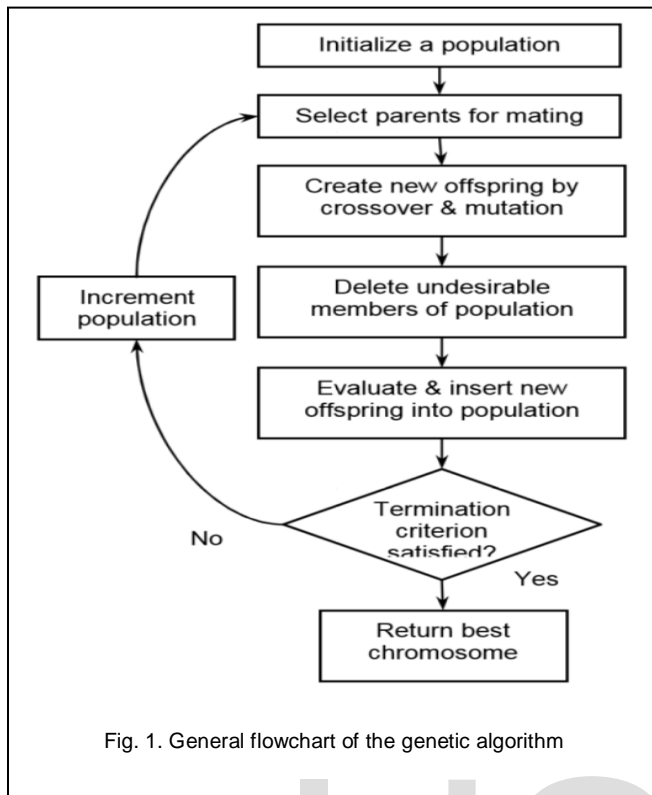 Initialize a population
Select parents for mating
Create new offspring by
crossover & mutation
Delete undesirable
members of population
Increment
population
Evaluate & insert new
offspring into population
Termination
criterion
satisfied?
No
Yes
Return best
chromosome
Fig. 1. General flowchart of the genetic algorithm